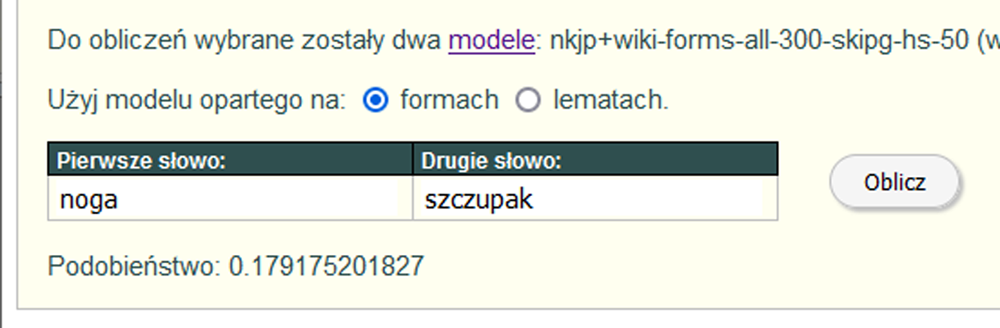 Do obliczeń wybrane zostały dwa modele: nkjp+wiki-forms-all-300-skipg-hs-50 (w
Użyj modelu opartego na: formach lematach.
Pierwsze słowo: Drugie słowo:
noga szczupak
Oblicz
Podobieństwo: 0.179175201827